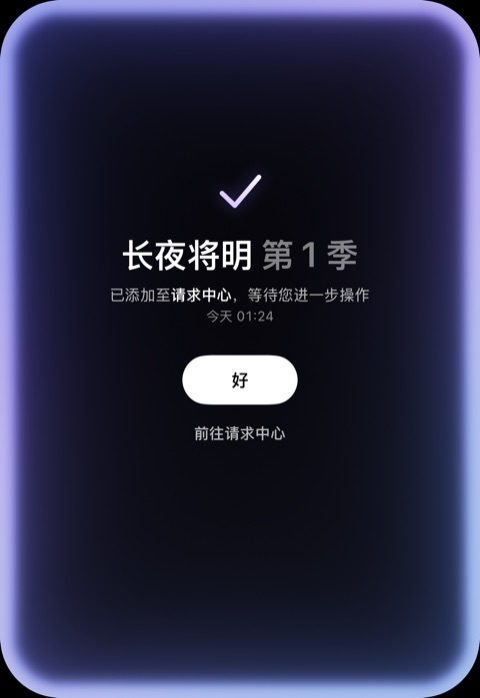 长夜将明 第 1 季
已添加至请求中心，等待您进一步操作
今天 01:24
好
前往请求中心